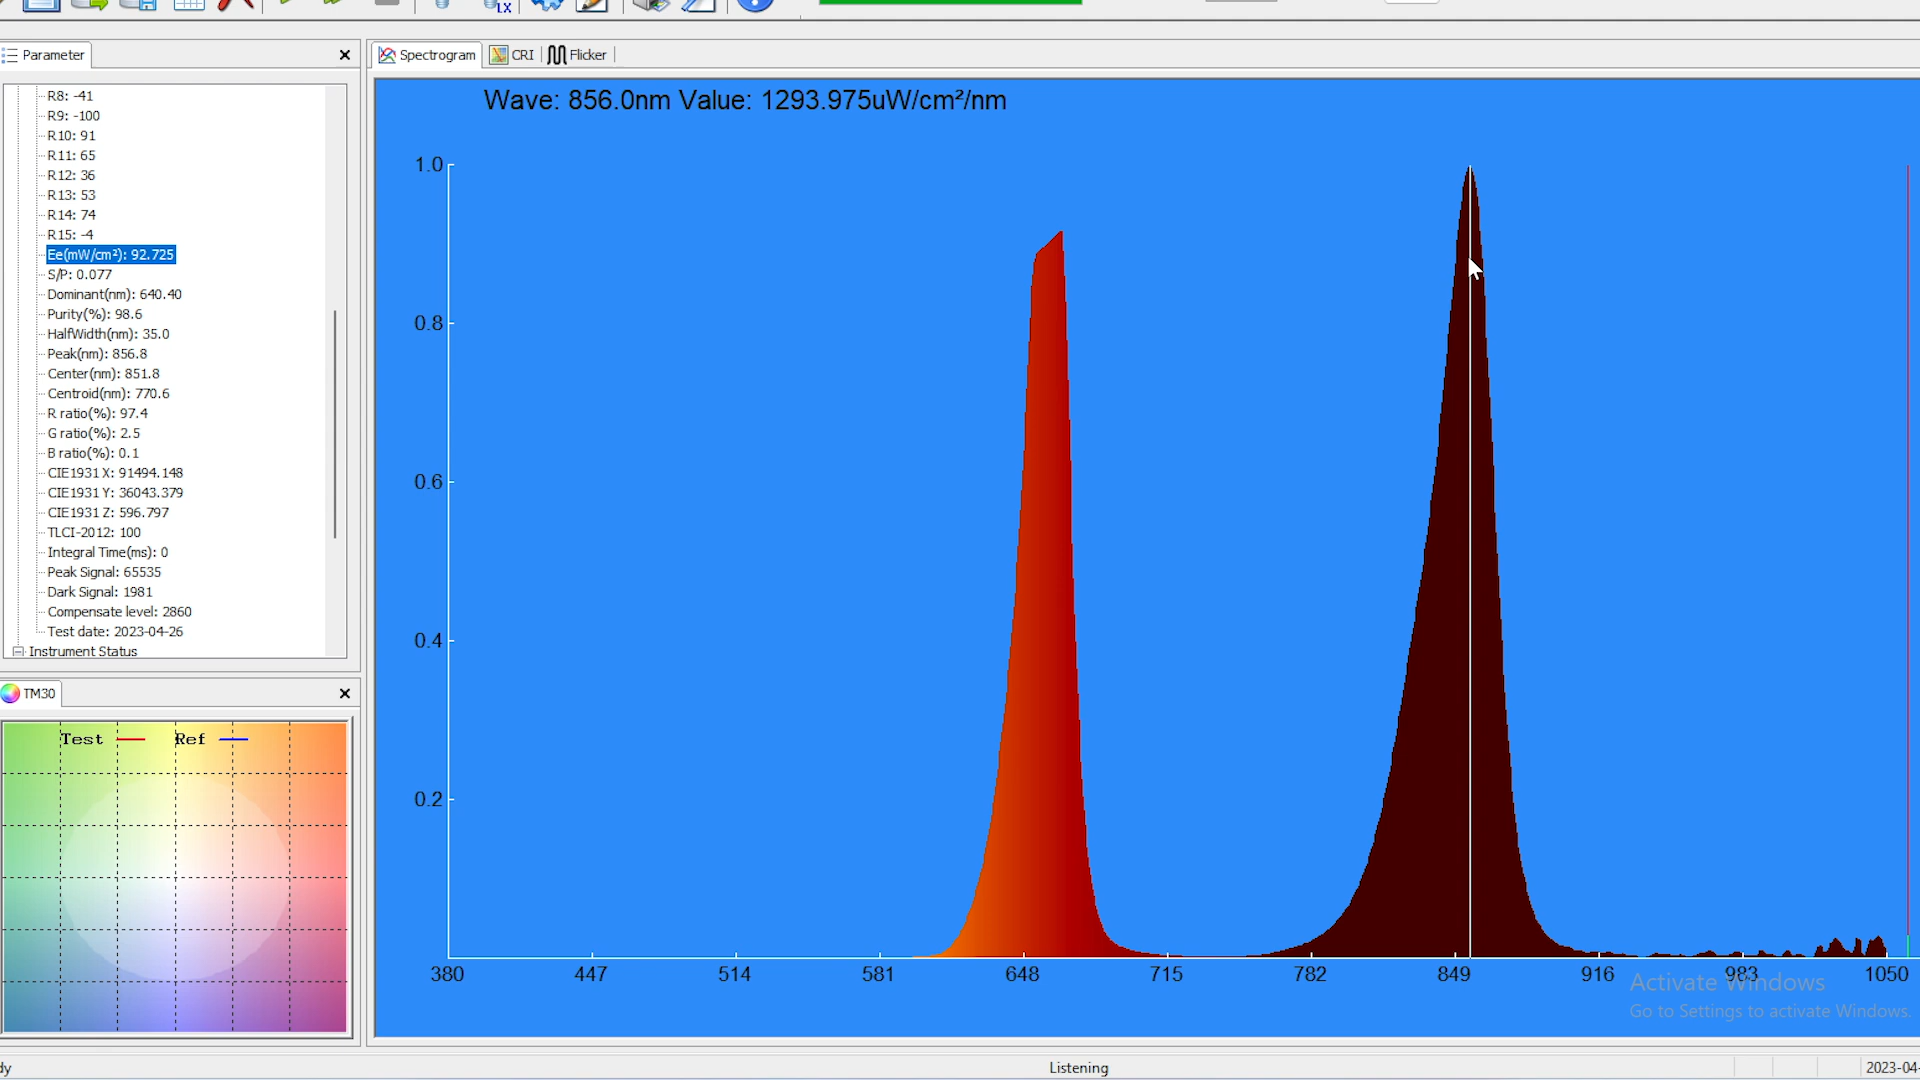 LX
Parameter
Spectrogram CRI Flicker
R8: -41
R9: -100
R10: 91
R11: 65
R12: 36
R13: 53
R14: 74
R15: -4
Ee(mW/cm²): 92.725
S/P: 0.077
Dominant(nm): 640.40
Purity(%): 98.6
HalfWidth(nm): 35.0
Peak(nm): 856.8
Center(nm): 851.8
Centroid(nm): 770.6
R ratio(%): 97.4
G ratio(%): 2.5
B ratio(%): 0.1
CIE1931 X: 91494.148
CIE1931 Y: 36043.379
CIE1931 Z: 596.797
TLCI-2012: 100
Integral Time(ms): 0
Peak Signal: 65535
Dark Signal: 1981
Compensate level: 2860
Test date: 2023-04-26
Instrument Status
TM30
Test Ref
Wave: 856.0nm Value: 1293.975uW/cm²/nm
1.0
0.8
0.6
0.4
0.2
380 447 514 581 648 715 782 849 916 983 1050
Activate Windows
Go to Settings to activate Windows.
dy
Listening
2023-04-